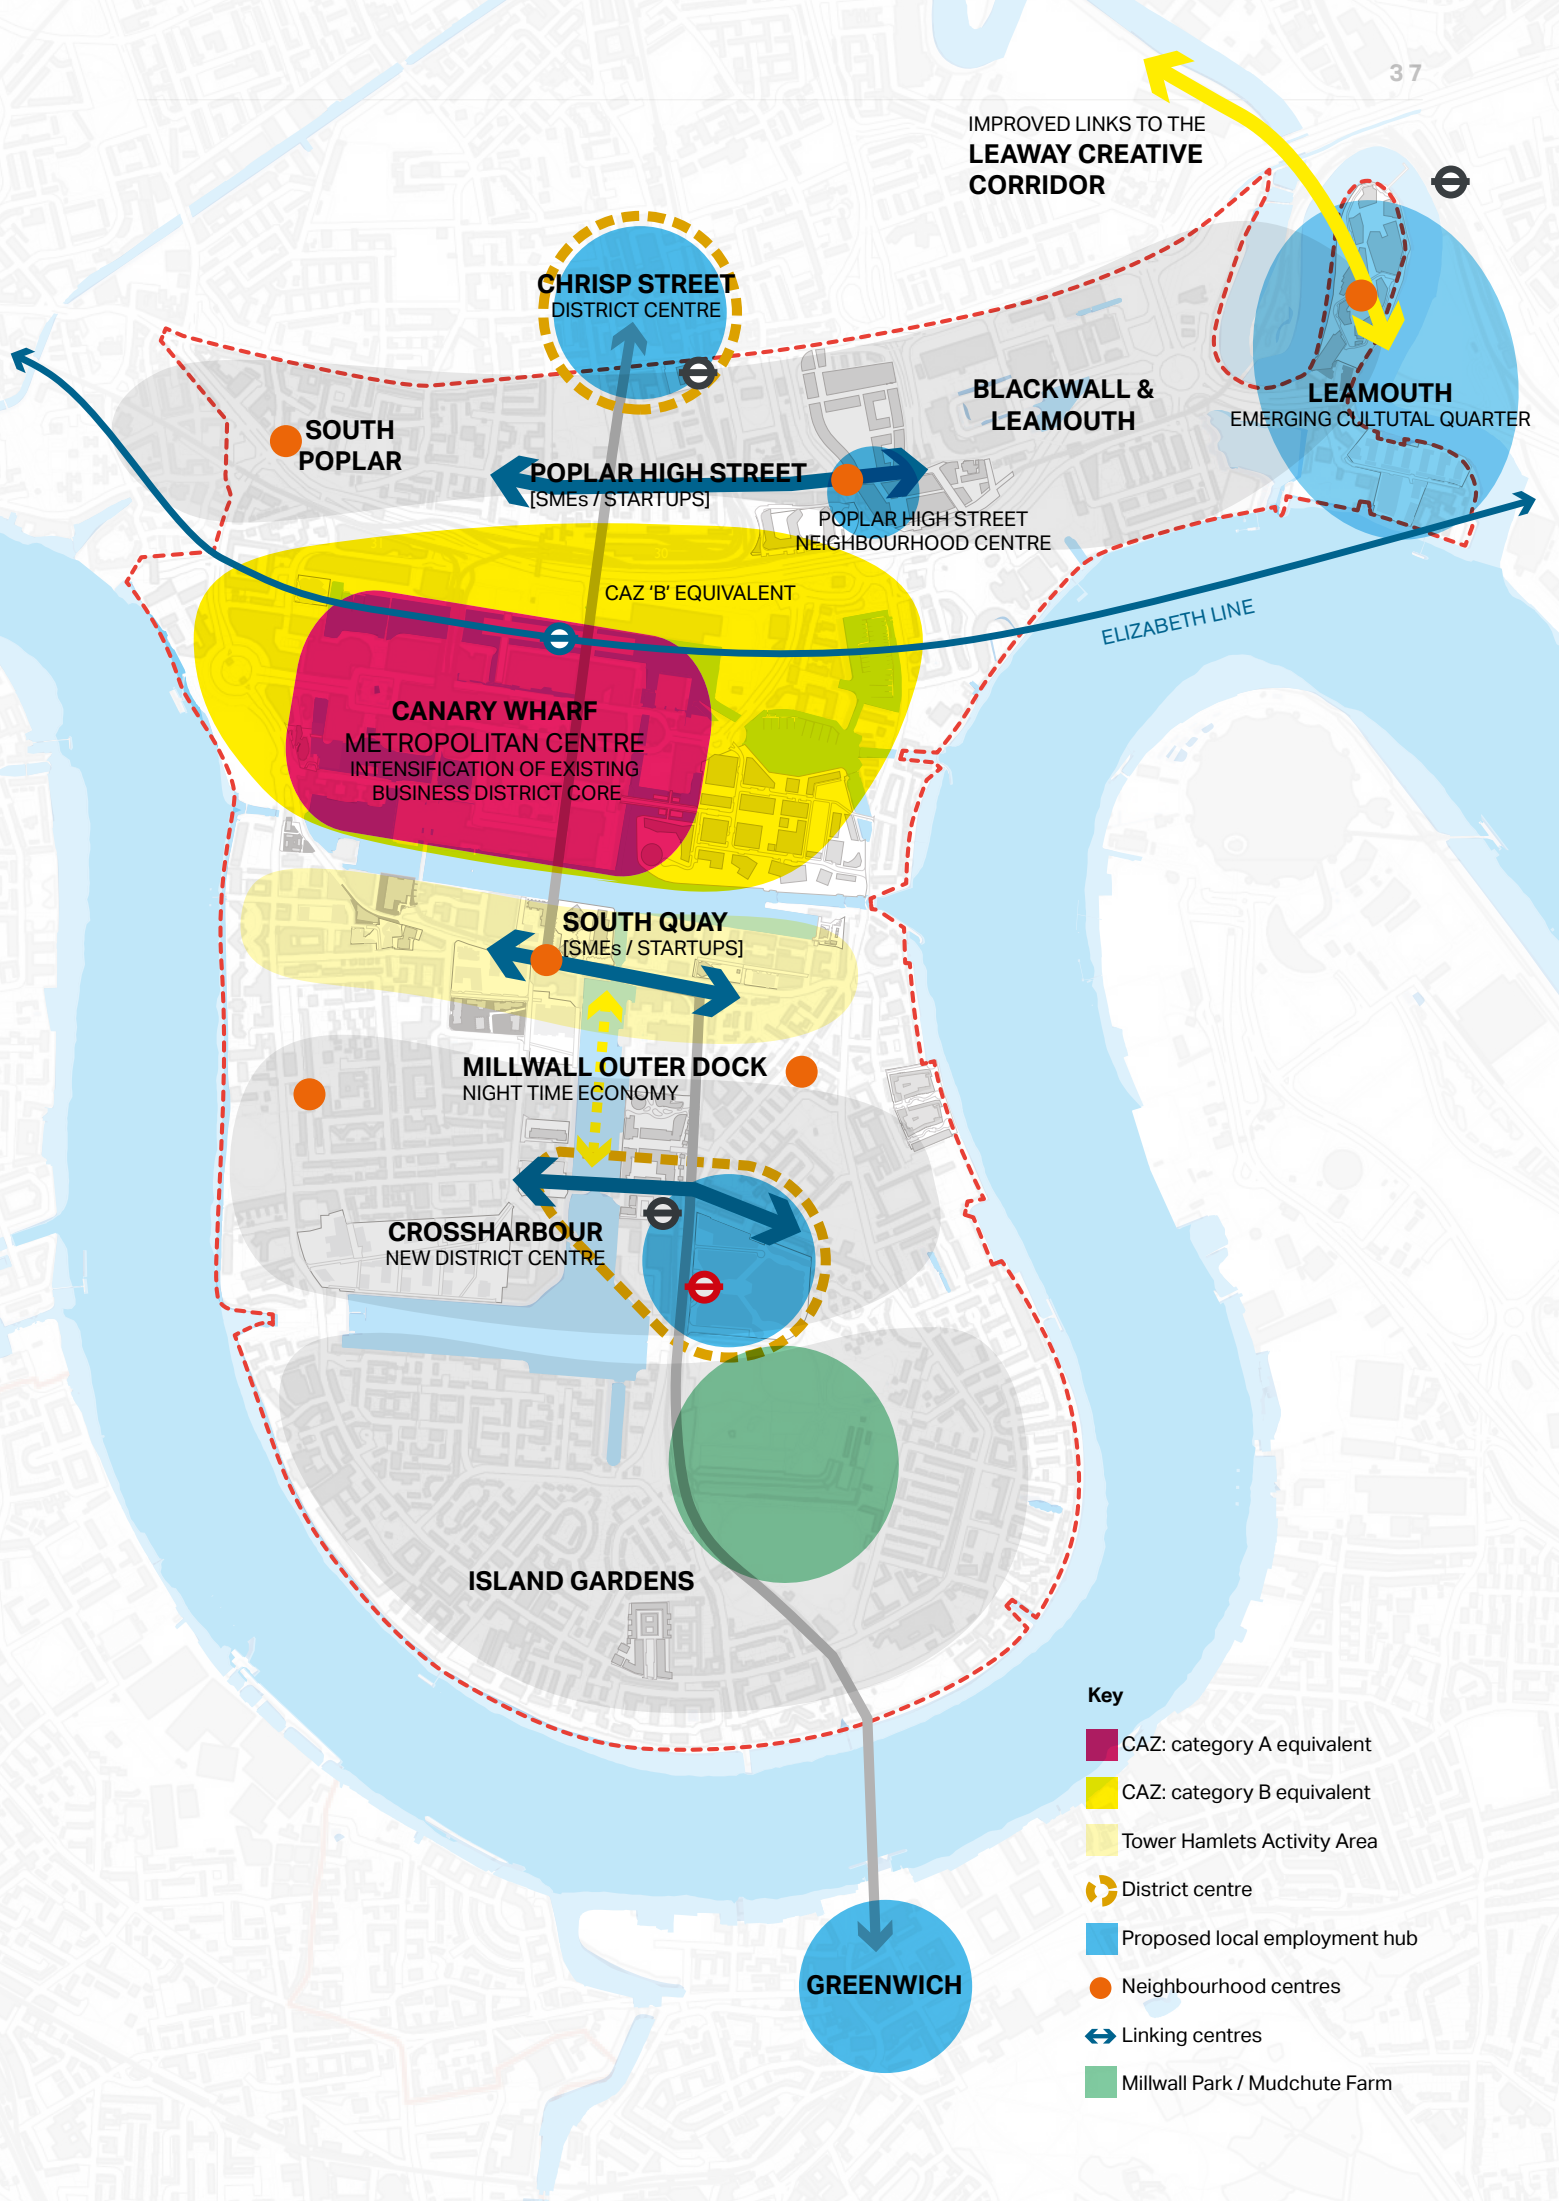 37
IMPROVED LINKS TO THE
LEAWAY CREATIVE
CORRIDOR
CHRISP STREET
DISTRICT CENTRE
BLACKWALL &
LEAMOUTH
LEAMOUTH
EMERGING CULTUTAL QUARTER
SOUTH
POPLAR
POPLAR HIGH STREET
[SMEs / STARTUPS]
POPLAR HIGH STREET
NEIGHBOURHOOD CENTRE
CAZ ‘B’ EQUIVALENT
ELIZABETH LINE
CANARY WHARF
METROPOLITAN CENTRE
INTENSIFICATION OF EXISTING
BUSINESS DISTRICT CORE
SOUTH QUAY
[SMEs / STARTUPS]
MILLWALL OUTER DOCK
NIGHT TIME ECONOMY
CROSSHARBOUR
NEW DISTRICT CENTRE
ISLAND GARDENS
GREENWICH
Key
CAZ: category A equivalent
CAZ: category B equivalent
Tower Hamlets Activity Area
District centre
Proposed local employment hub
Neighbourhood centres
Linking centres
Millwall Park / Mudchute Farm